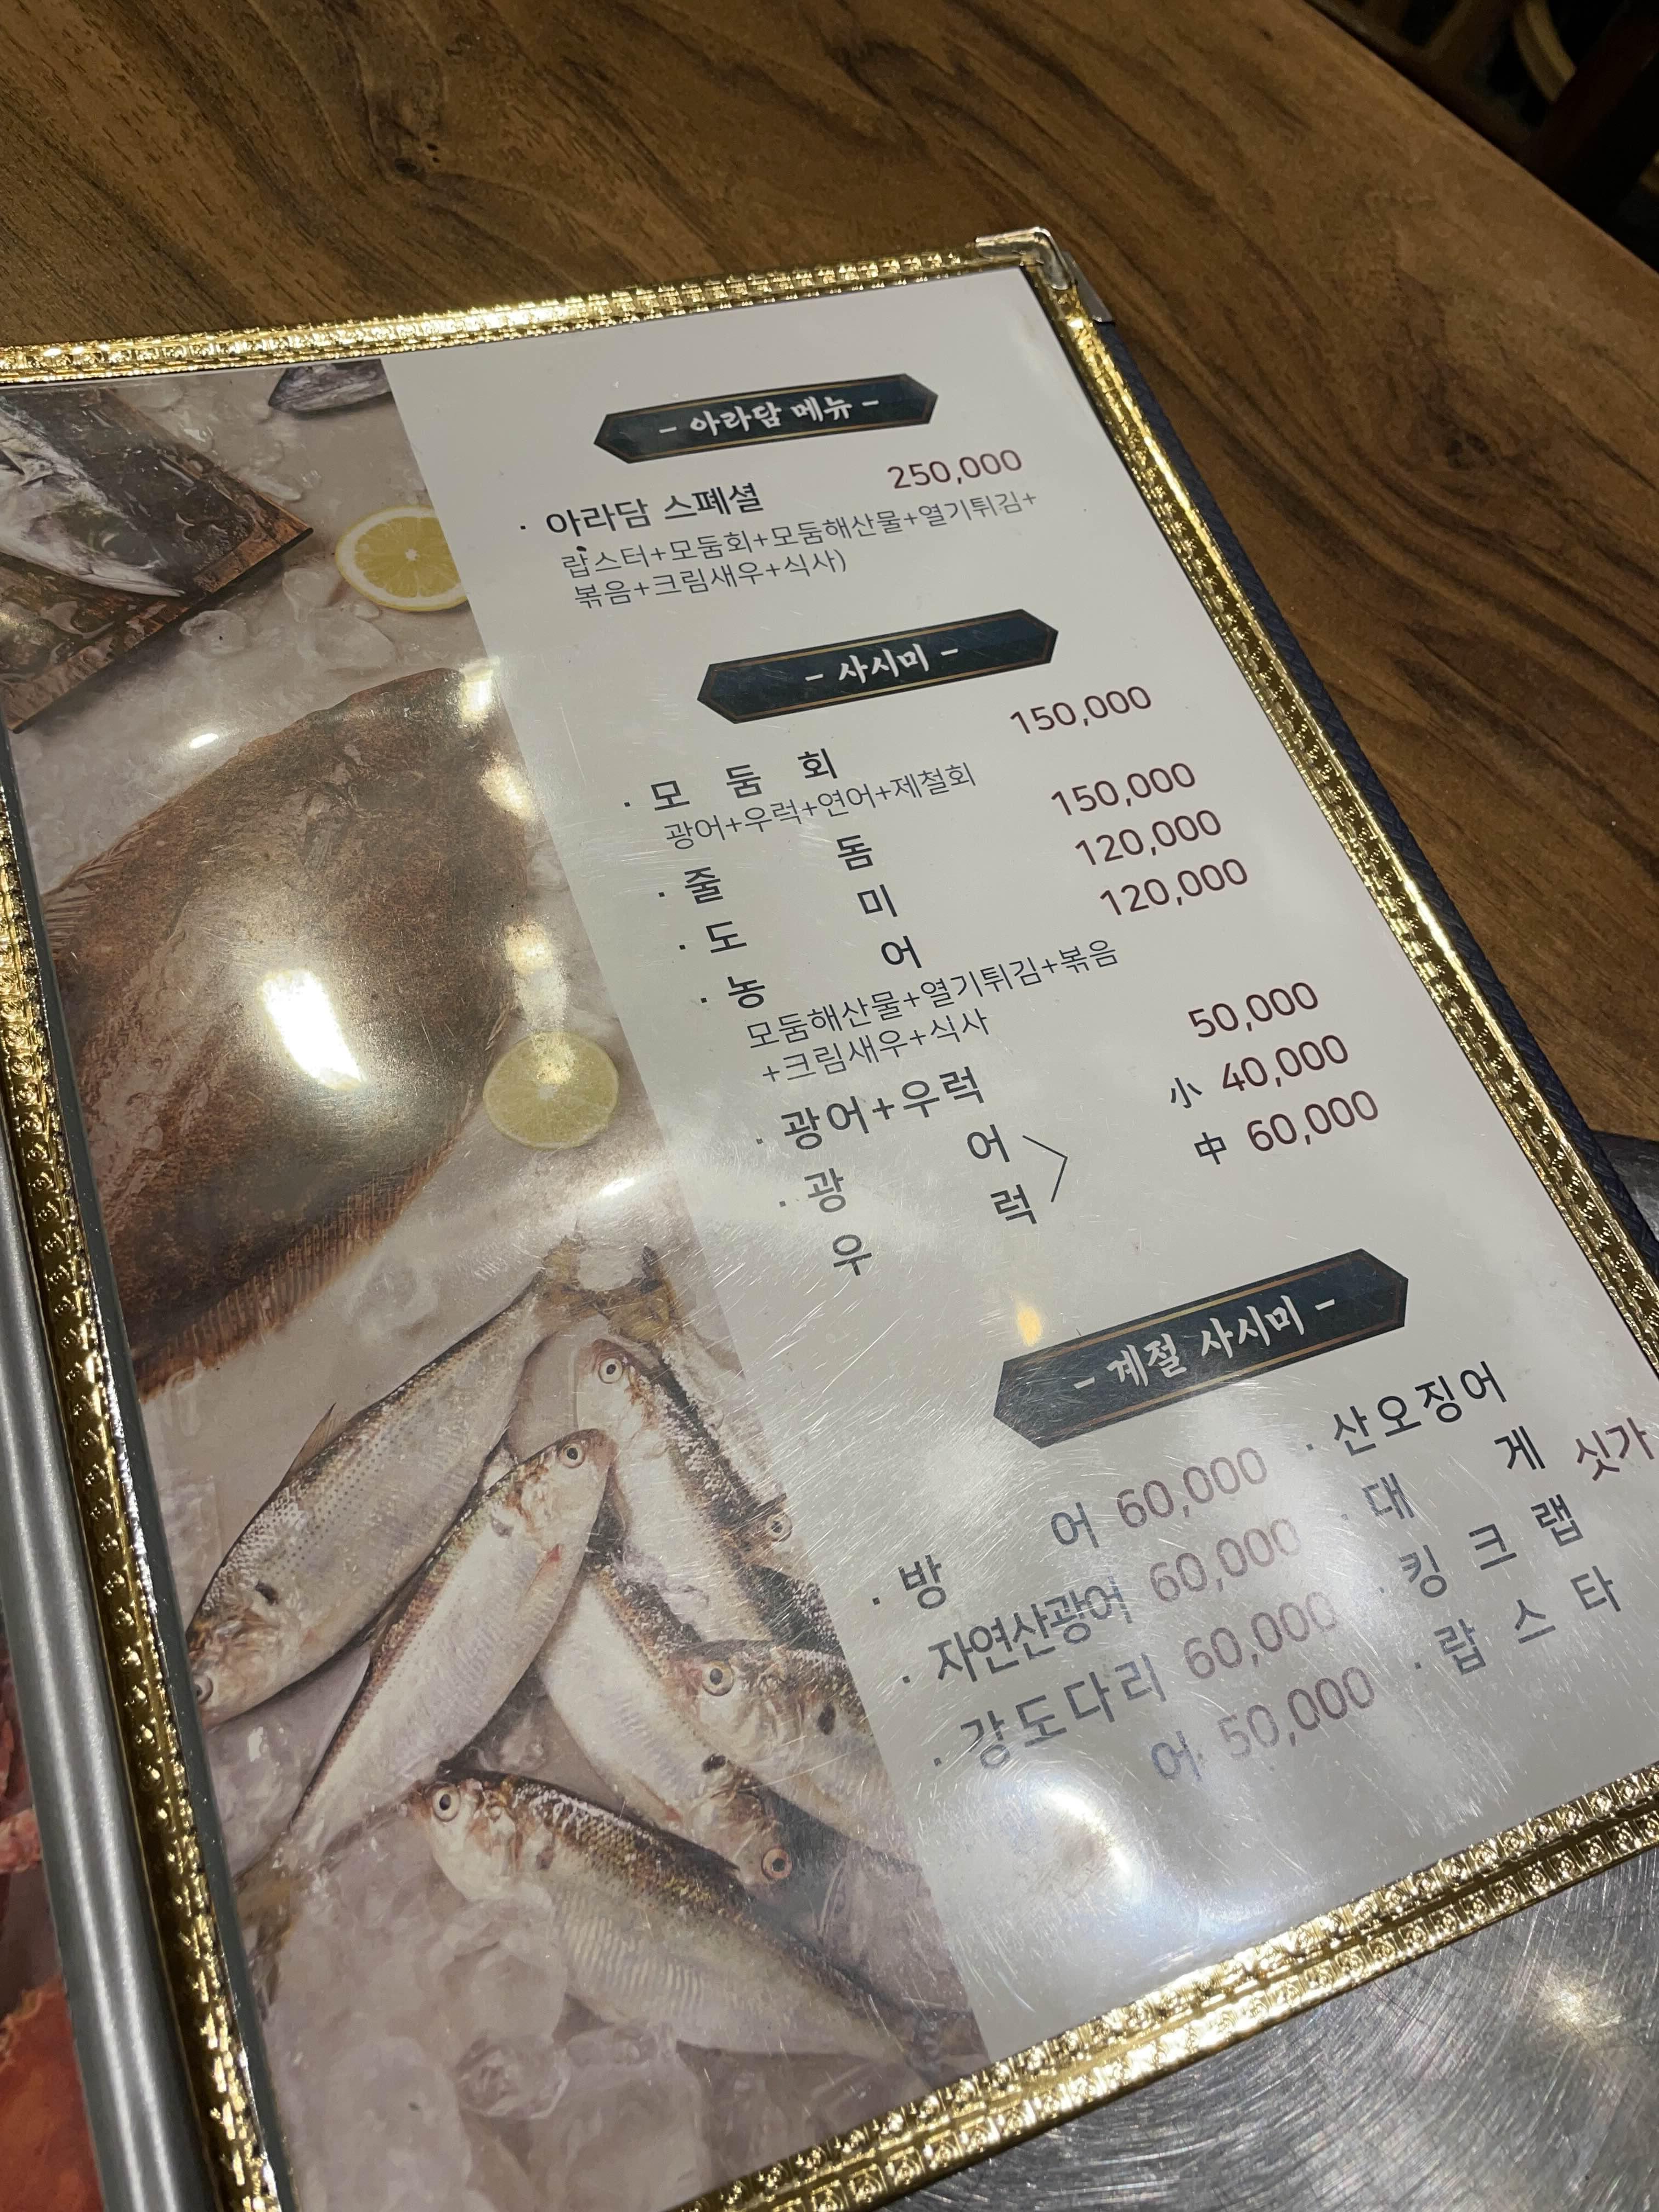 - 아라담 메뉴 -
· 아라담 스폐셜 250,000
랍스터+모둠회+모둠해산물+열기튀김+
볶음+크림새우+식사)
- 사시미 -
· 모 둠 회 150,000
광어+우럭+연어+제철회
· 줄 돔 150,000
· 도 미 120,000
· 농 어 120,000
모둠해산물+열기튀김+볶음
+크림새우+식사
· 광어+우럭 50,000
· 광 어 小 40,000
우 럭 中 60,000
- 계절 사시미 -
· 방 어 60,000 · 산오징어
· 자연산광어 60,000 · 대 게 싯가
· 강도다리 60,000 · 킹 크 랩
어 50,000 · 랍 스 타